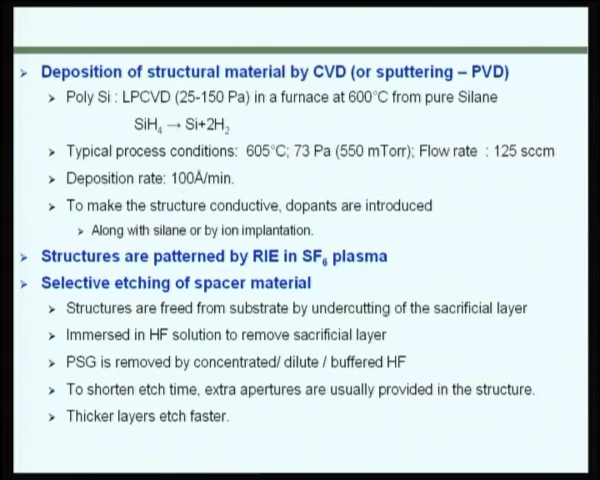 Deposition of structural material by CVD (or sputtering – PVD)
Poly Si : LPCVD (25-150 Pa) in a furnace at 600°C from pure Silane
SiH₄ → Si+2H₂
Typical process conditions: 605°C; 73 Pa (550 mTorr); Flow rate : 125 sccm
Deposition rate: 100Å/min.
To make the structure conductive, dopants are introduced
Along with silane or by ion implantation.
Structures are patterned by RIE in SF₆ plasma
Selective etching of spacer material
Structures are freed from substrate by undercutting of the sacrificial layer
Immersed in HF solution to remove sacrificial layer
PSG is removed by concentrated/ dilute / buffered HF
To shorten etch time, extra apertures are usually provided in the structure.
Thicker layers etch faster.